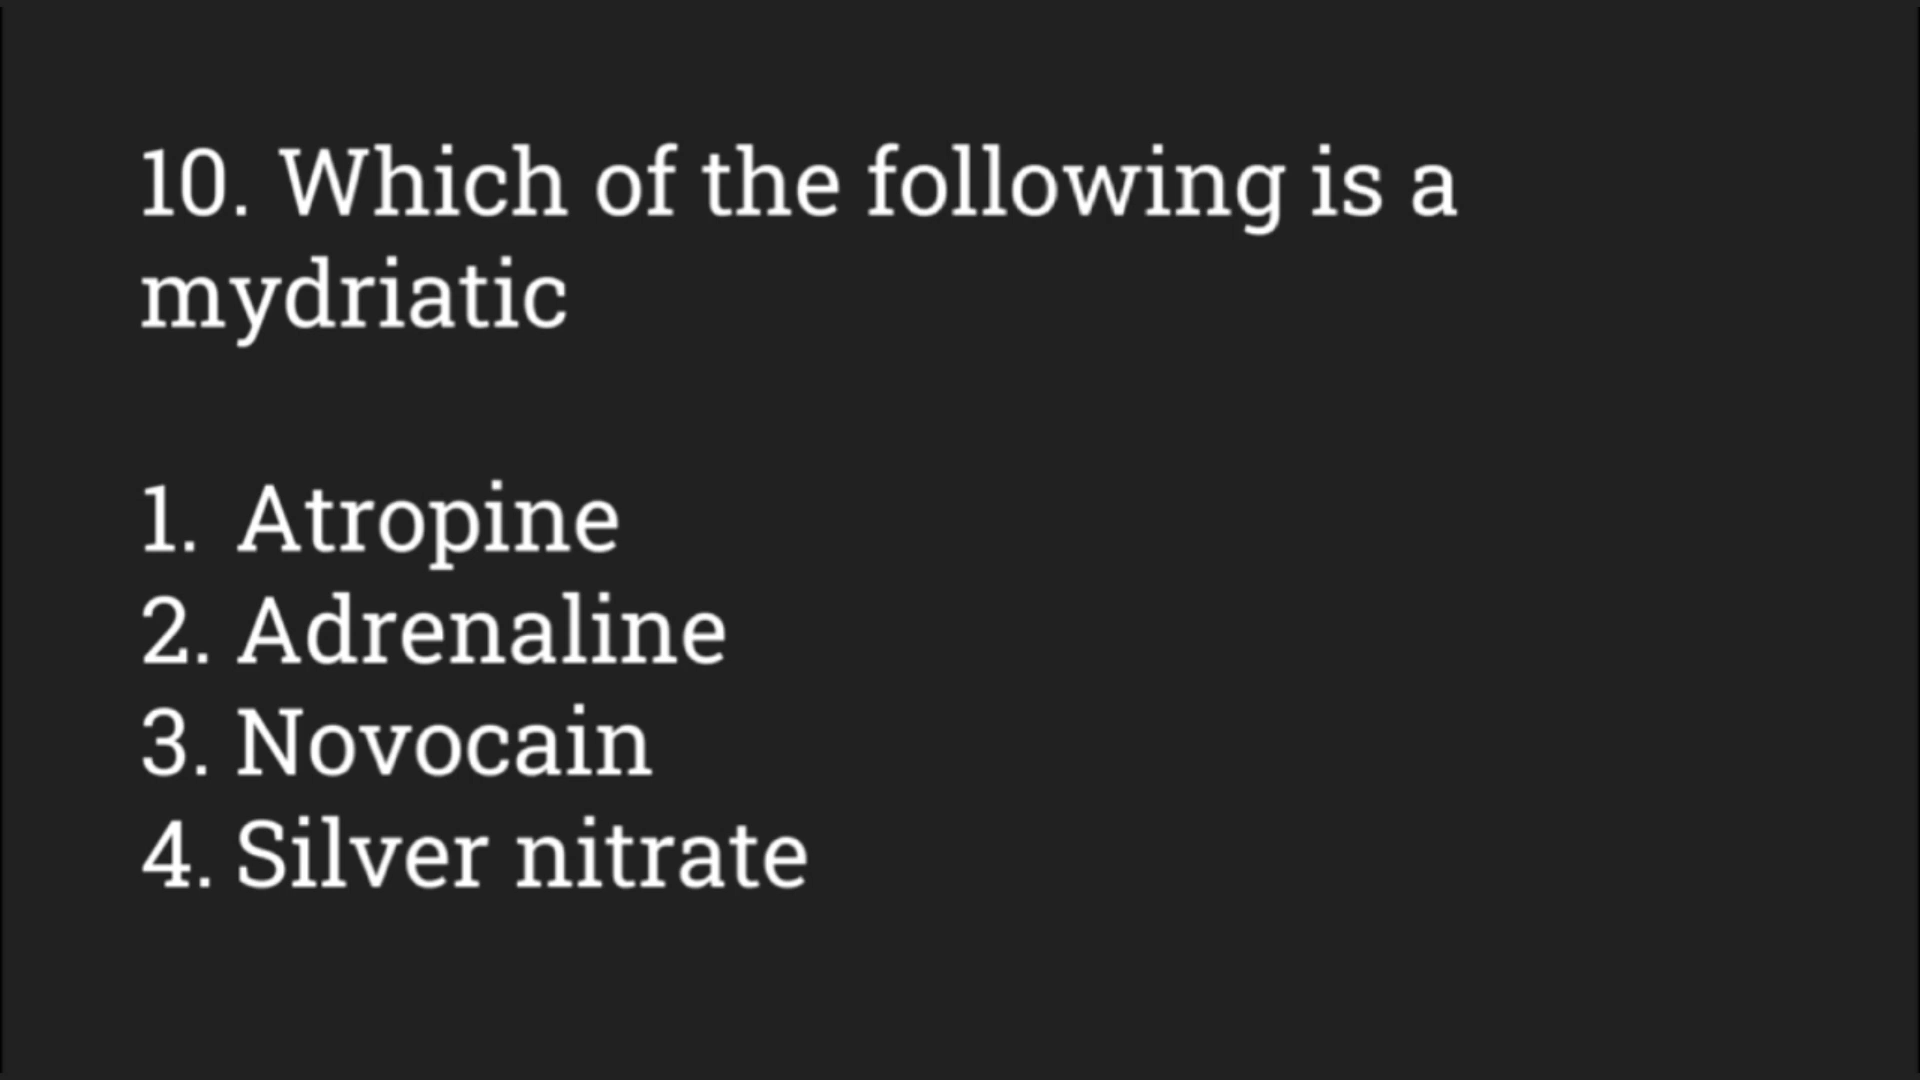 10. Which of the following is a
mydriatic
1. Atropine
2. Adrenaline
3. Novocain
4. Silver nitrate